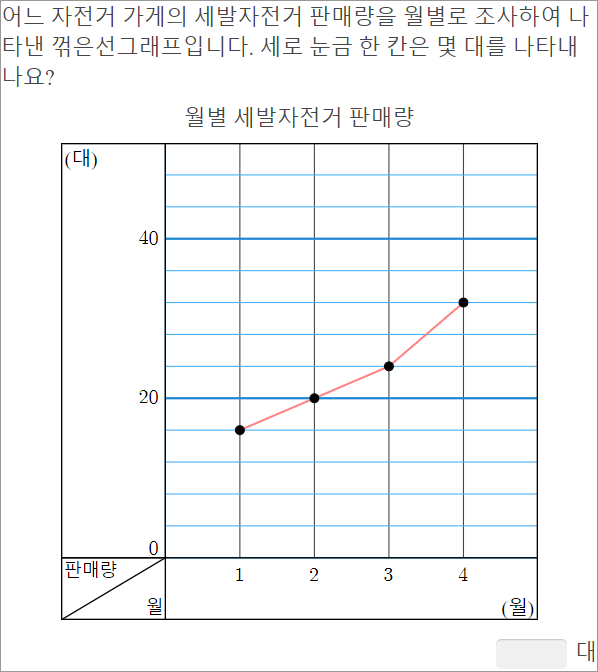 어느 자전거 가게의 세발자전거 판매량을 월별로 조사하여 나
타낸 꺾은선그래프입니다. 세로 눈금 한 칸은 몇 대를 나타내
나요?
월별 세발자전거 판매량
(대)
40
20
0
판매량
월
1 2 3 4
(월)
대